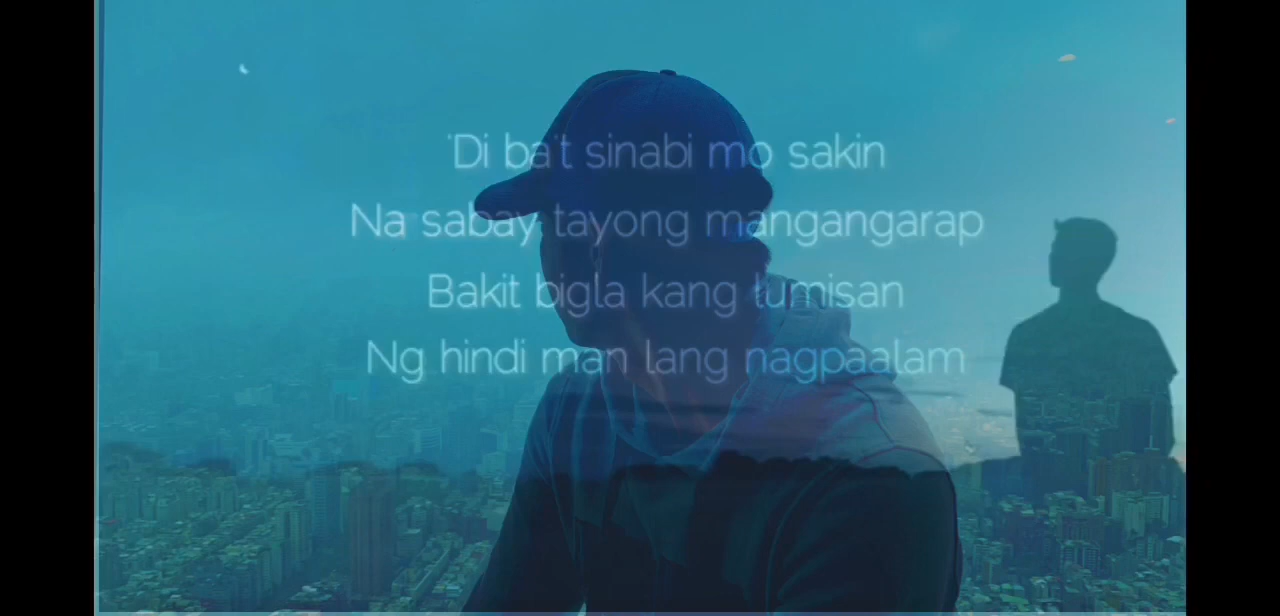 'Di ba't sinabi mo sakin
Na sabay tayong mangangarap
Bakit bigla kang lumisan
Ng hindi man lang nagpaalam